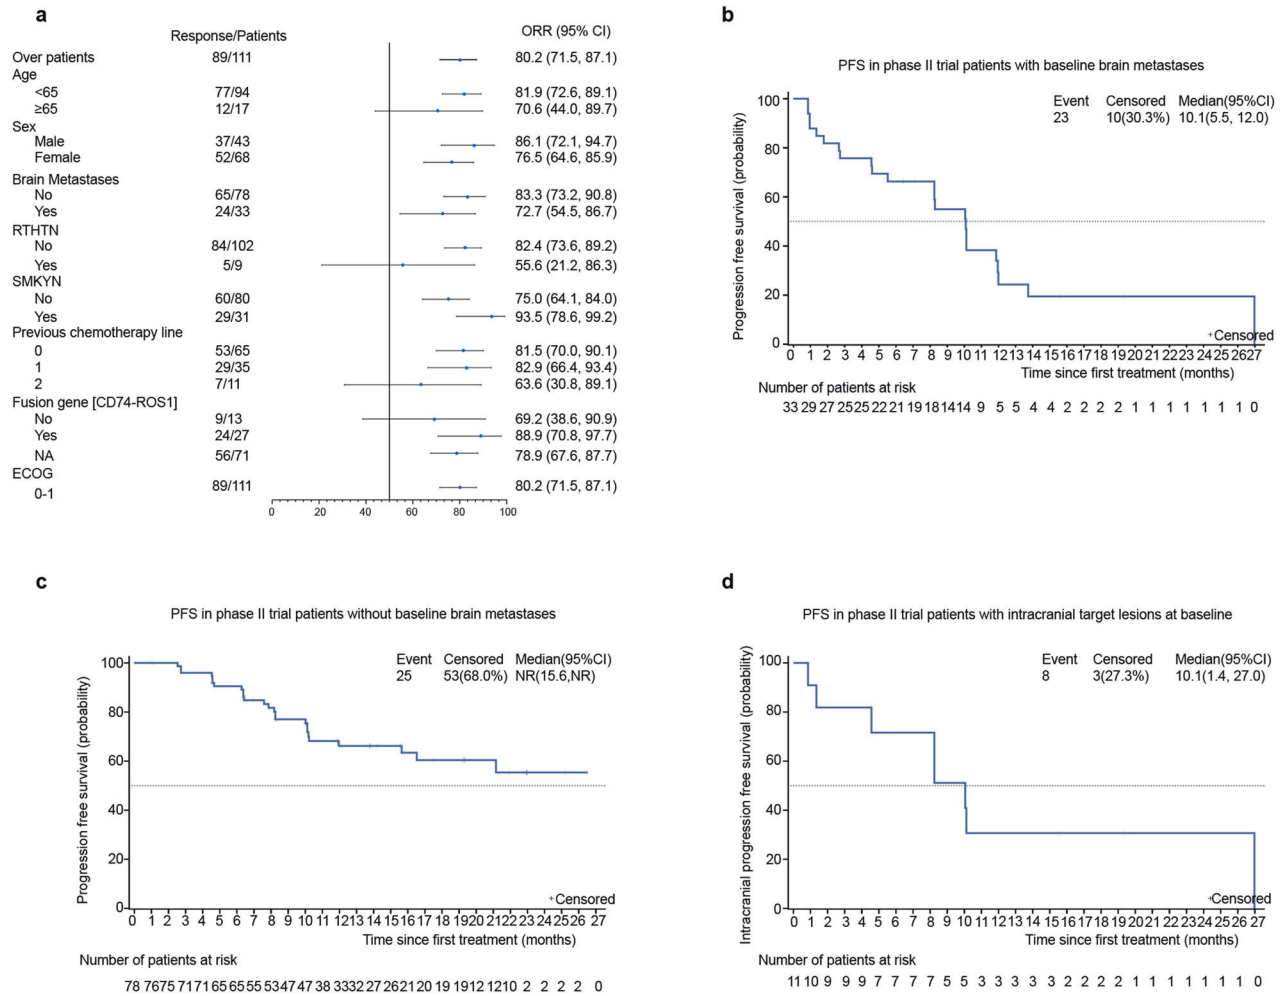 a
Response/Patients ORR (95% CI)
Over patients 89/111 80.2 (71.5, 87.1)
Age
<65 77/94 81.9 (72.6, 89.1)
≥65 12/17 70.6 (44.0, 89.7)
Sex
Male 37/43 86.1 (72.1, 94.7)
Female 52/68 76.5 (64.6, 85.9)
Brain Metastases
No 65/78 83.3 (73.2, 90.8)
Yes 24/33 72.7 (54.5, 86.7)
RTHTN
No 84/102 82.4 (73.6, 89.2)
Yes 5/9 55.6 (21.2, 86.3)
SMKYN
No 60/80 75.0 (64.1, 84.0)
Yes 29/31 93.5 (78.6, 99.2)
Previous chemotherapy line
0 53/65 81.5 (70.0, 90.1)
1 29/35 82.9 (66.4, 93.4)
2 7/11 63.6 (30.8, 89.1)
Fusion gene [CD74-ROS1]
No 9/13 69.2 (38.6, 90.9)
Yes 24/27 88.9 (70.8, 97.7)
NA 56/71 78.9 (67.6, 87.7)
ECOG
0-1 89/111 80.2 (71.5, 87.1)
0 20 40 60 80 100
b
PFS in phase II trial patients with baseline brain metastases
Event Censored Median(95%CI)
23 10(30.3%) 10.1(5.5, 12.0)
Progression free survival (probability)
100
80
60
40
20
0
+Censored
0 1 2 3 4 5 6 7 8 9 10 11 12 13 14 15 16 17 18 19 20 21 22 23 24 25 26 27
Time since first treatment (months)
Number of patients at risk
33 29 27 25 25 22 21 19 18 14 14 9 5 5 4 4 2 2 2 2 1 1 1 1 1 1 1 0
c
PFS in phase II trial patients without baseline brain metastases
Event Censored Median(95%CI)
25 53(68.0%) NR(15.6,NR)
Progression free survival (probability)
100
80
60
40
20
0
+Censored
0 1 2 3 4 5 6 7 8 9 10 11 12 13 14 15 16 17 18 19 20 21 22 23 24 25 26 27
Time since first treatment (months)
Number of patients at risk
78 76 75 71 71 65 65 55 53 47 47 38 33 32 27 26 21 20 19 19 12 12 10 2 2 2 2 0
d
PFS in phase II trial patients with intracranial target lesions at baseline
Event Censored Median(95%CI)
8 3(27.3%) 10.1(1.4, 27.0)
Intracranial progression free survival (probability)
100
80
60
40
20
0
+Censored
0 1 2 3 4 5 6 7 8 9 10 11 12 13 14 15 16 17 18 19 20 21 22 23 24 25 26 27
Time since first treatment (months)
Number of patients at risk
11 10 9 9 9 7 7 7 7 5 5 3 3 3 3 3 2 2 2 2 1 1 1 1 1 1 1 0